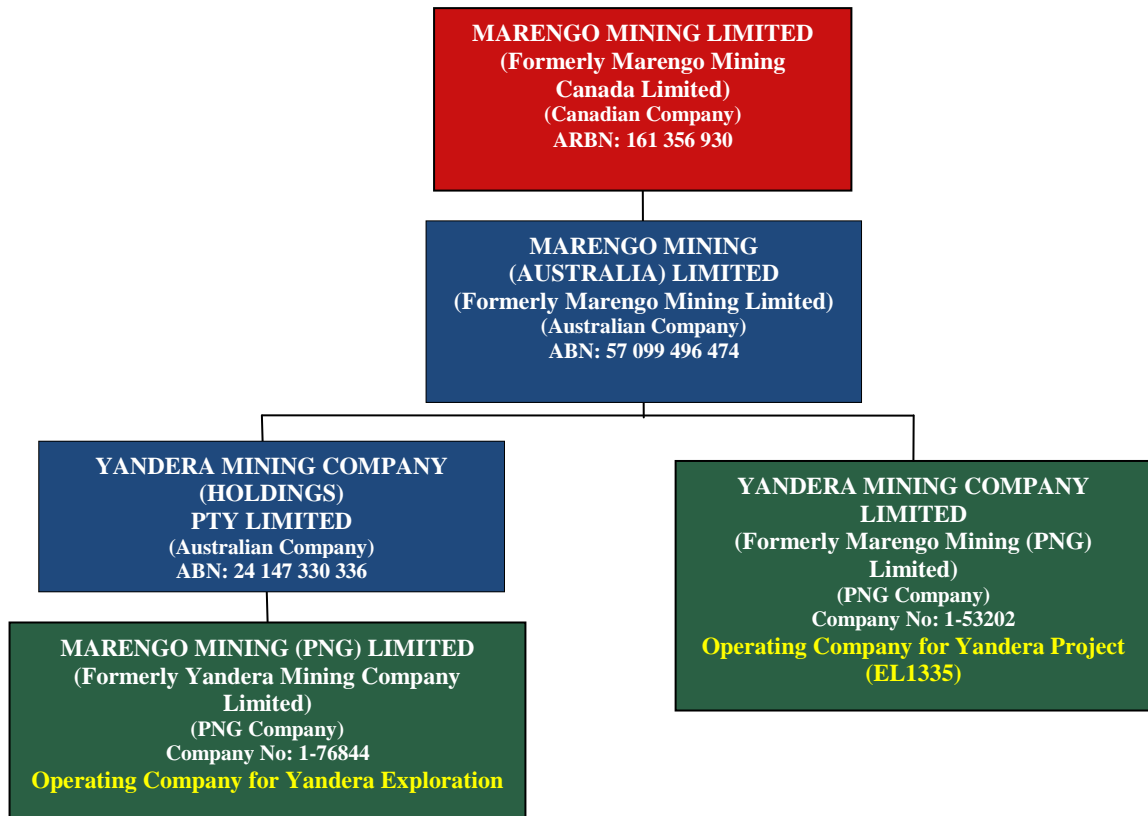 MARENGO MINING LIMITED
(Formerly Marengo Mining
Canada Limited)
(Canadian Company)
ARBN: 161 356 930
MARENGO MINING
(AUSTRALIA) LIMITED
(Formerly Marengo Mining Limited)
(Australian Company)
ABN: 57 099 496 474
YANDERA MINING COMPANY
(HOLDINGS)
PTY LIMITED
(Australian Company)
ABN: 24 147 330 336
YANDERA MINING COMPANY
LIMITED
(Formerly Marengo Mining (PNG)
Limited)
(PNG Company)
Company No: 1-53202
Operating Company for Yandera Project
(EL1335)
MARENGO MINING (PNG) LIMITED
(Formerly Yandera Mining Company
Limited)
(PNG Company)
Company No: 1-76844
Operating Company for Yandera Exploration